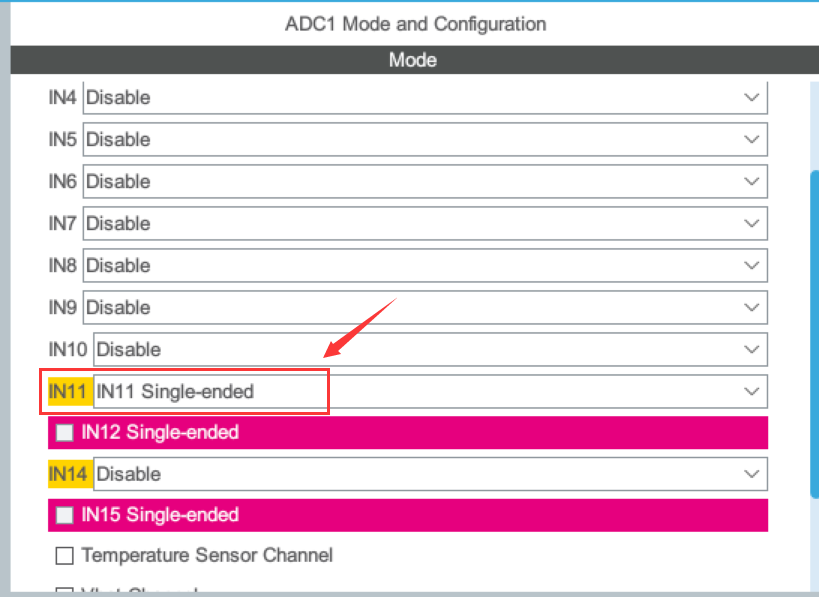 ADC1 Mode and Configuration
Mode
IN4 Disable
IN5 Disable
IN6 Disable
IN7 Disable
IN8 Disable
IN9 Disable
IN10 Disable
IN11 IN11 Single-ended
IN12 Single-ended
IN14 Disable
IN15 Single-ended
Temperature Sensor Channel